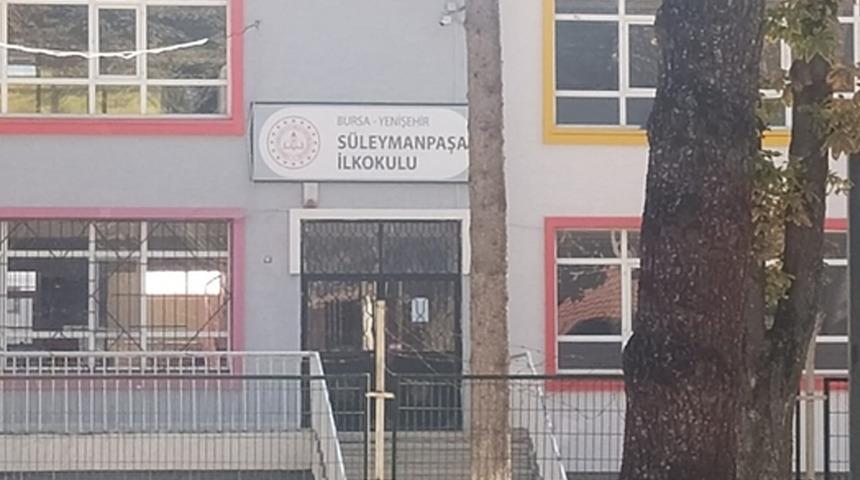 BURSA - YENİŞEHİR
SÜLEYMANPAŞA
İLKOKULU